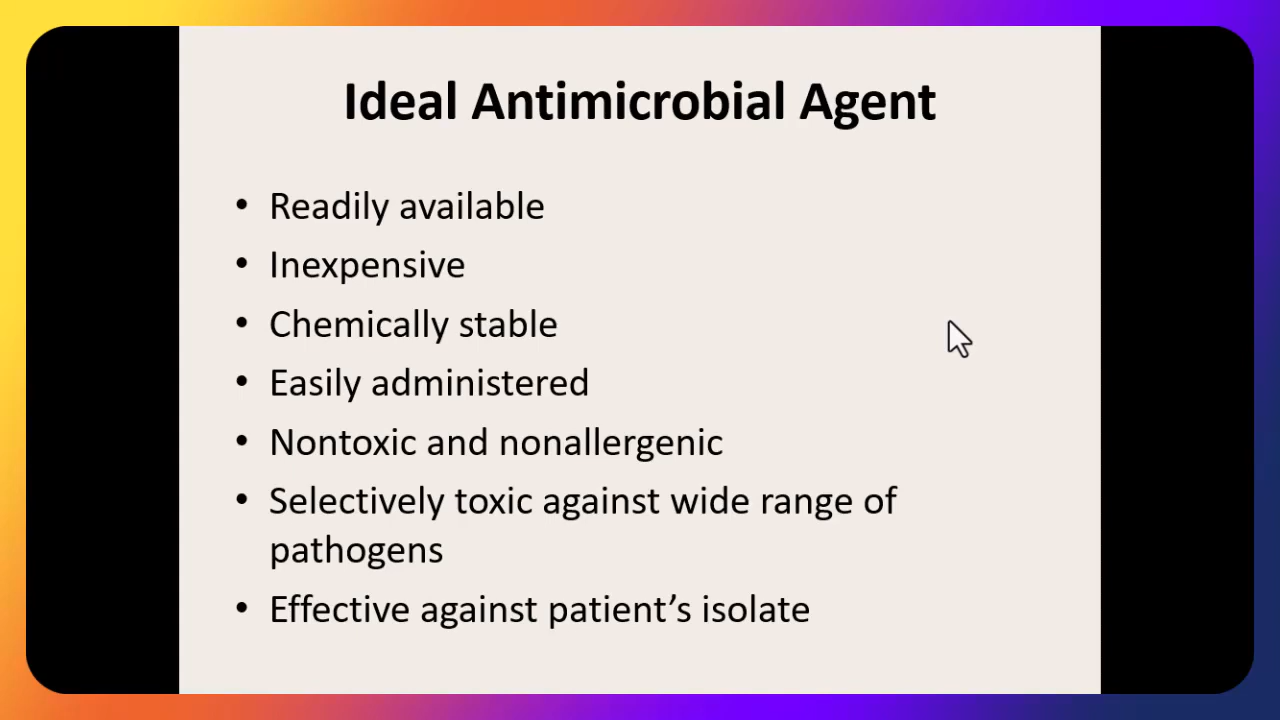 Ideal Antimicrobial Agent
• Readily available
• Inexpensive
• Chemically stable
• Easily administered
• Nontoxic and nonallergenic
• Selectively toxic against wide range of
pathogens
• Effective against patient’s isolate